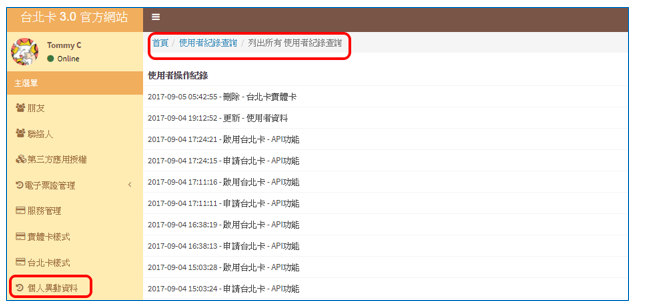 台北卡 3.0 官方網站
Tommy C
Online
主選單
朋友
聯絡人
第三方應用授權
電子票證管理
服務管理
實體卡樣式
台北卡樣式
個人異動資料
首頁 / 使用者紀錄查詢 / 列出所有 使用者紀錄查詢
使用者操作紀錄
2017-09-05 05:42:55 - 刪除 - 台北卡實體卡
2017-09-04 19:12:52 - 更新 - 使用者資料
2017-09-04 17:24:21 - 啟用台北卡 - API功能
2017-09-04 17:24:15 - 申請台北卡 - API功能
2017-09-04 17:11:16 - 啟用台北卡 - API功能
2017-09-04 17:11:11 - 申請台北卡 - API功能
2017-09-04 16:38:19 - 啟用台北卡 - API功能
2017-09-04 16:38:13 - 申請台北卡 - API功能
2017-09-04 15:03:28 - 啟用台北卡 - API功能
2017-09-04 15:03:24 - 申請台北卡 - API功能